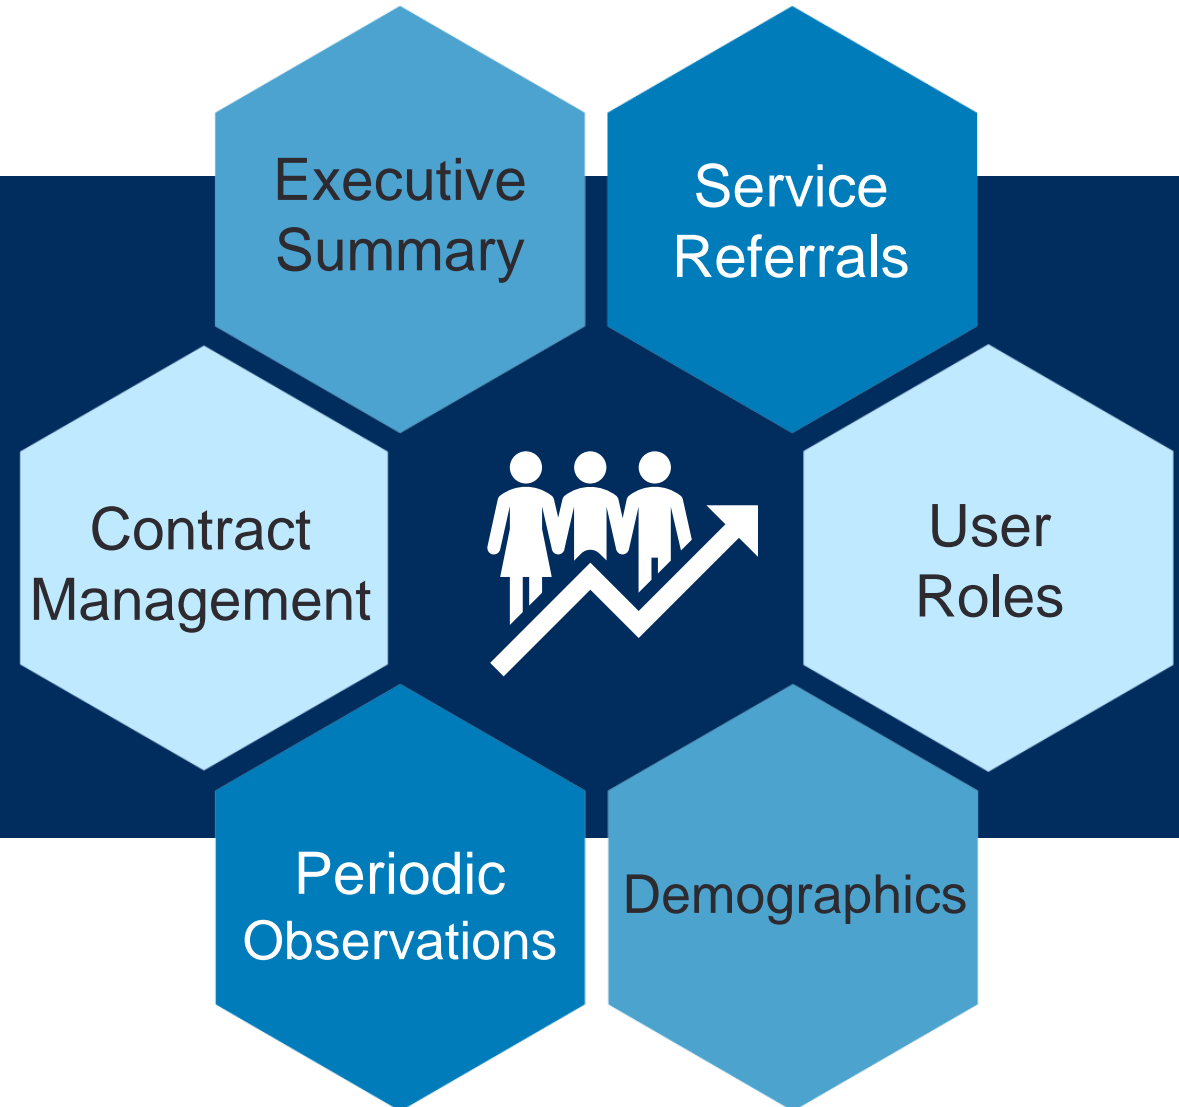 Executive
Summary
Service
Referrals
Contract
Management
User
Roles
Periodic
Observations
Demographics